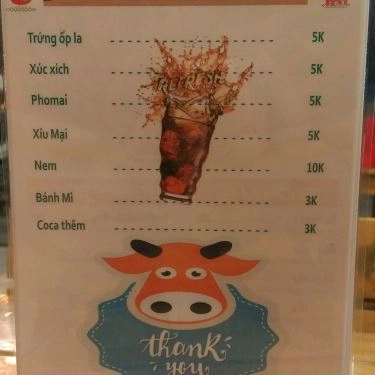 Trứng ốp la 5K
Xúc xich 5K
Phomai 5K
REFRESH
Xíu Mại 5K
Nem 10K
Bánh Mì 3K
Coca thêm 3K
thank
you